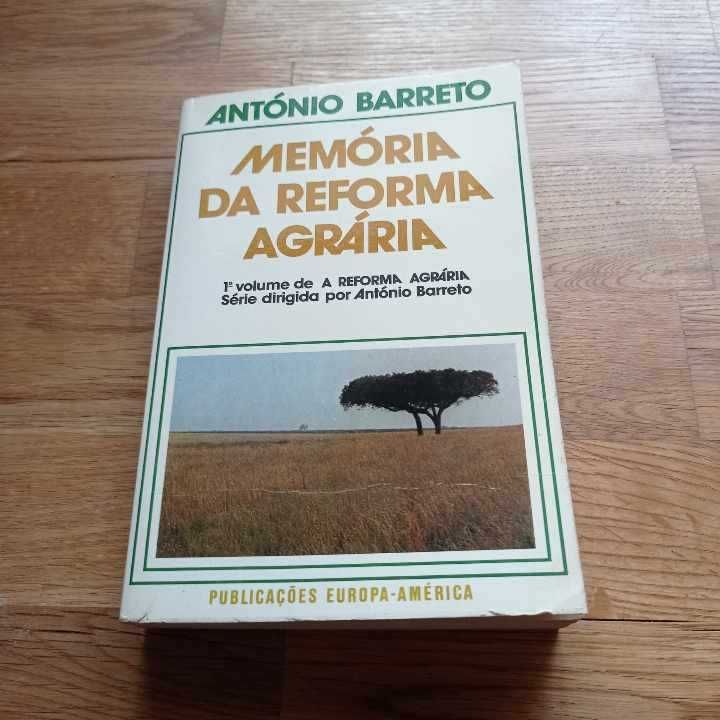 ANTÓNIO BARRETO
MEMÓRIA
DA REFORMA
AGRÁRIA
1º volume de A REFORMA AGRÁRIA
Série dirigida por António Barreto
PUBLICAÇÕES EUROPA-AMÉRICA